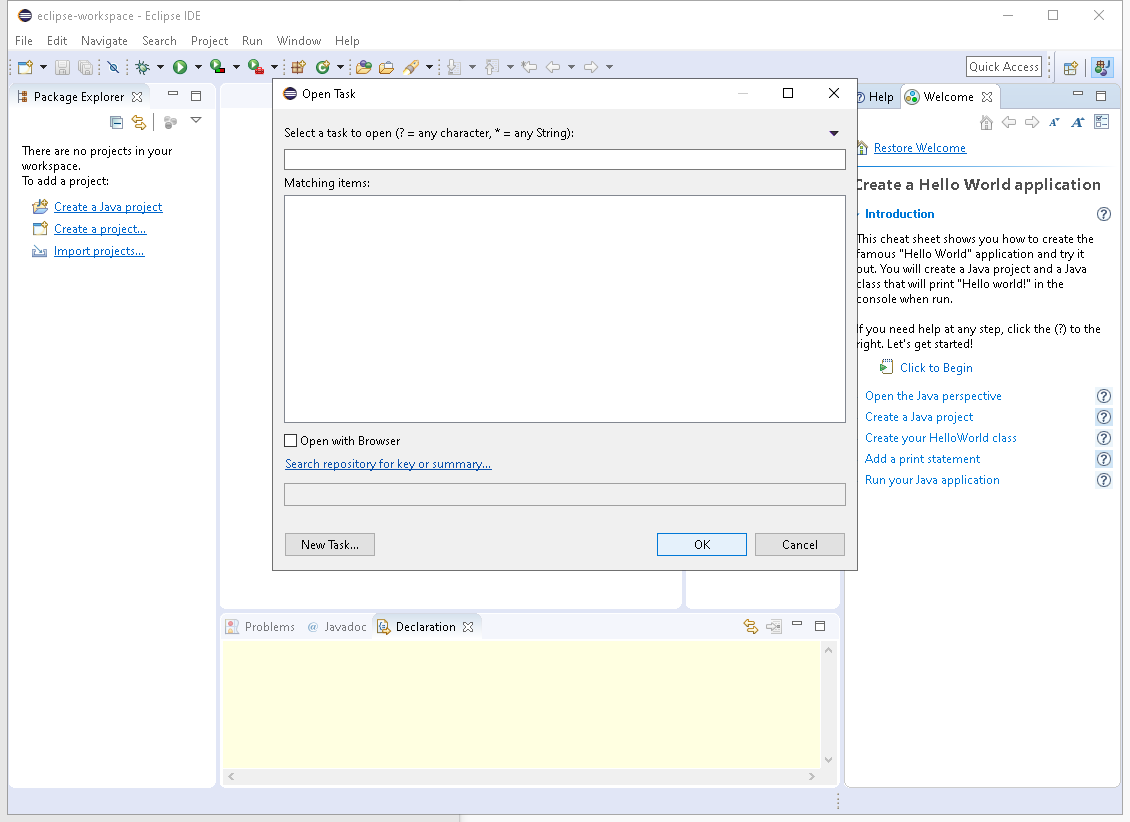 eclipse-workspace - Eclipse IDE
File Edit Navigate Search Project Run Window Help
Quick Access
Package Explorer
There are no projects in your
workspace.
To add a project:
Create a Java project
Create a project...
Import projects...
Open Task
Select a task to open (? = any character, * = any String):
Matching items:
Open with Browser
Search repository for key or summary...
New Task...
OK
Cancel
Help
Welcome
Restore Welcome
Create a Hello World application
Introduction
This cheat sheet shows you how to create the
famous "Hello World" application and try it
out. You will create a Java project and a Java
class that will print "Hello world!" in the
console when run.
If you need help at any step, click the (?) to the
right. Let's get started!
Click to Begin
Open the Java perspective
Create a Java project
Create your HelloWorld class
Add a print statement
Run your Java application
Problems
@ Javadoc
Declaration